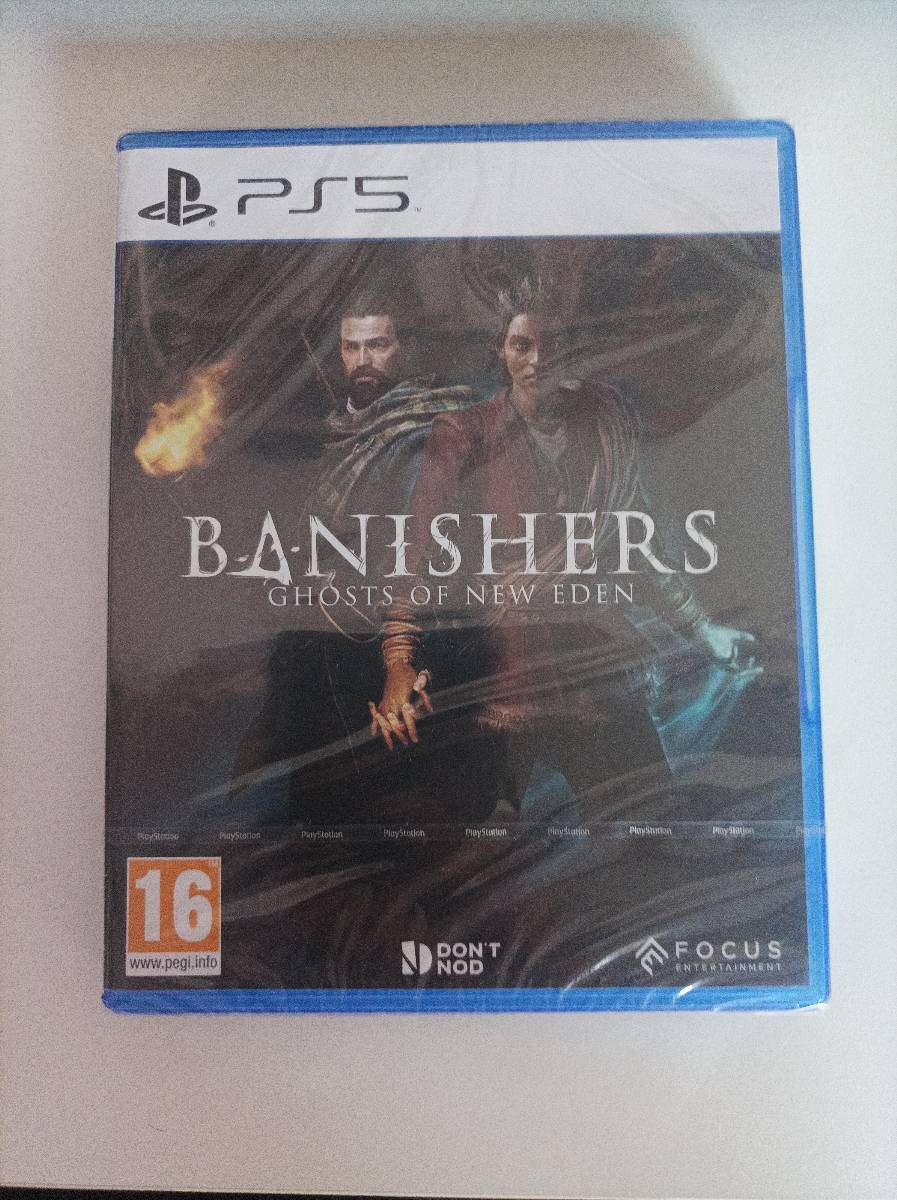 PS5
BANISHERS
GHOSTS OF NEW EDEN
PlayStation PlayStation PlayStation PlayStation PlayStation PlayStation PlayStation PlayStation
16
www.pegi.info
DON'T
NOD
FOCUS
ENTERTAINMENT